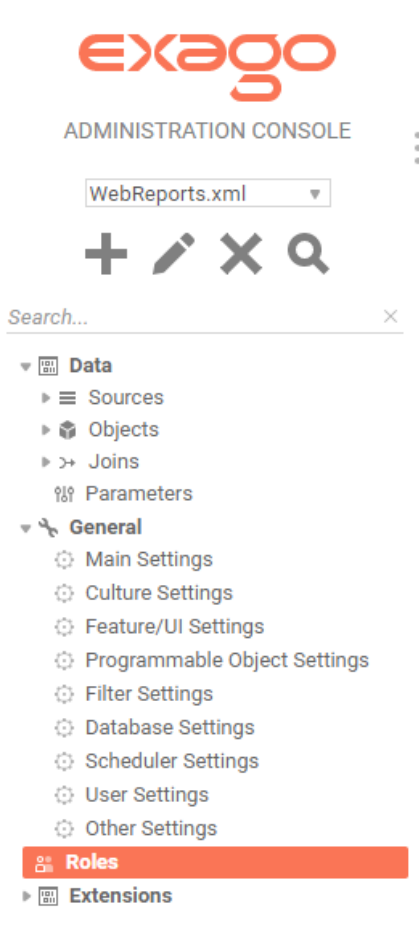 exago
ADMINISTRATION CONSOLE
WebReports.xml
Search...
Data
Sources
Objects
Joins
Parameters
General
Main Settings
Culture Settings
Feature/UI Settings
Programmable Object Settings
Filter Settings
Database Settings
Scheduler Settings
User Settings
Other Settings
Roles
Extensions